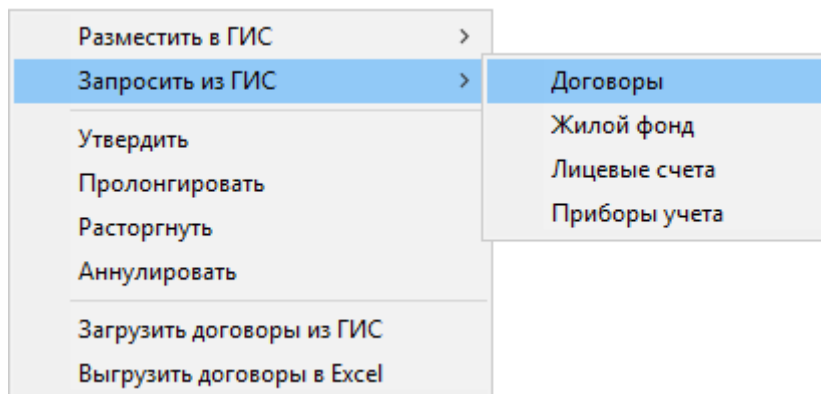 Разместить в ГИС
Запросить из ГИС
Договоры
Жилой фонд
Лицевые счета
Приборы учета
Утвердить
Пролонгировать
Расторгнуть
Аннулировать
Загрузить договоры из ГИС
Выгрузить договоры в Excel